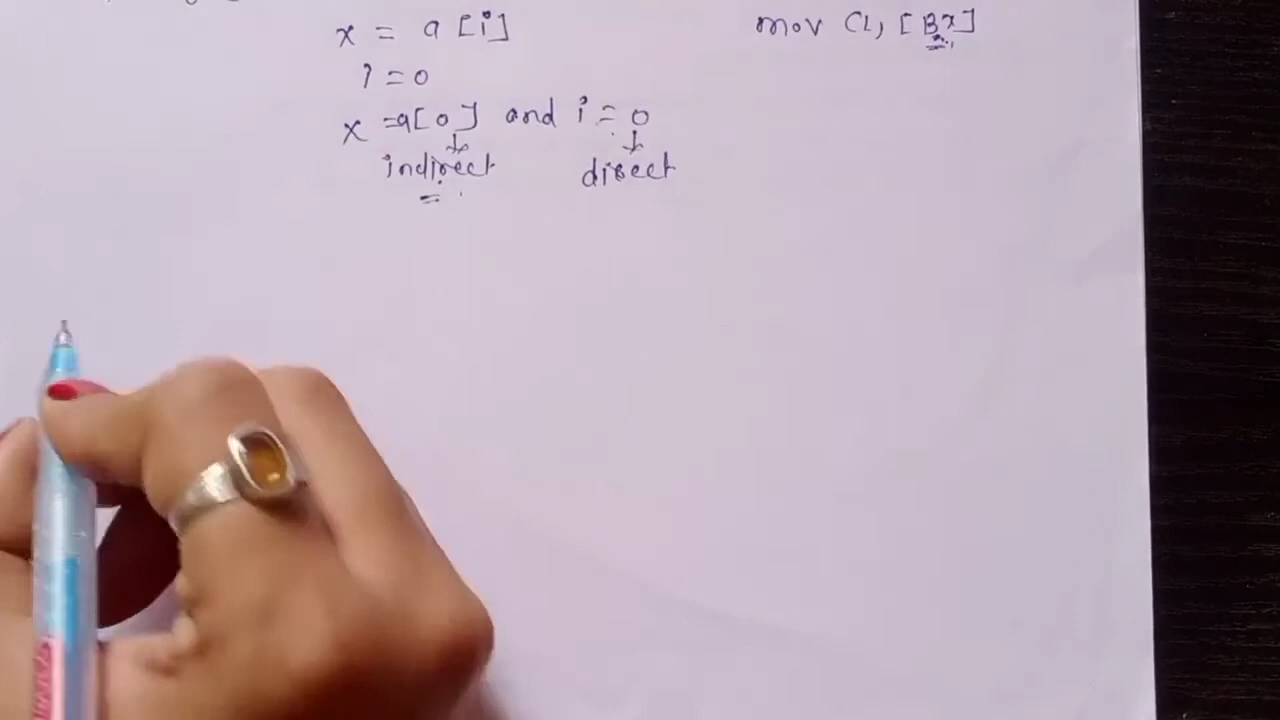 x = a [i]
mov CL, [BX]
i = 0
x = a[0] and i = 0
indirect direct